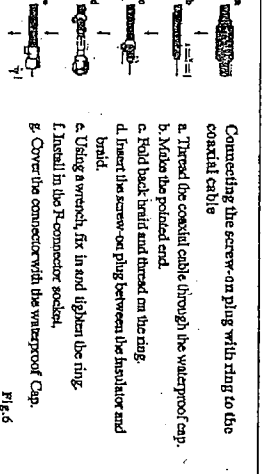 Connecting the screw-on plug with ring to the
coaxial cable
a. Thread the coaxial cable through the waterproof cap.
b. Make the pointed end.
c. Fold back braid and thread on the ring.
d. Insert the screw-on plug between the insulator and
braid.
e. Using a wrench, fix in and tighten the ring.
f. Install in the F-connector socket.
g. Cover the connector with the waterproof Cap.
Fig.6
a
b
c
d